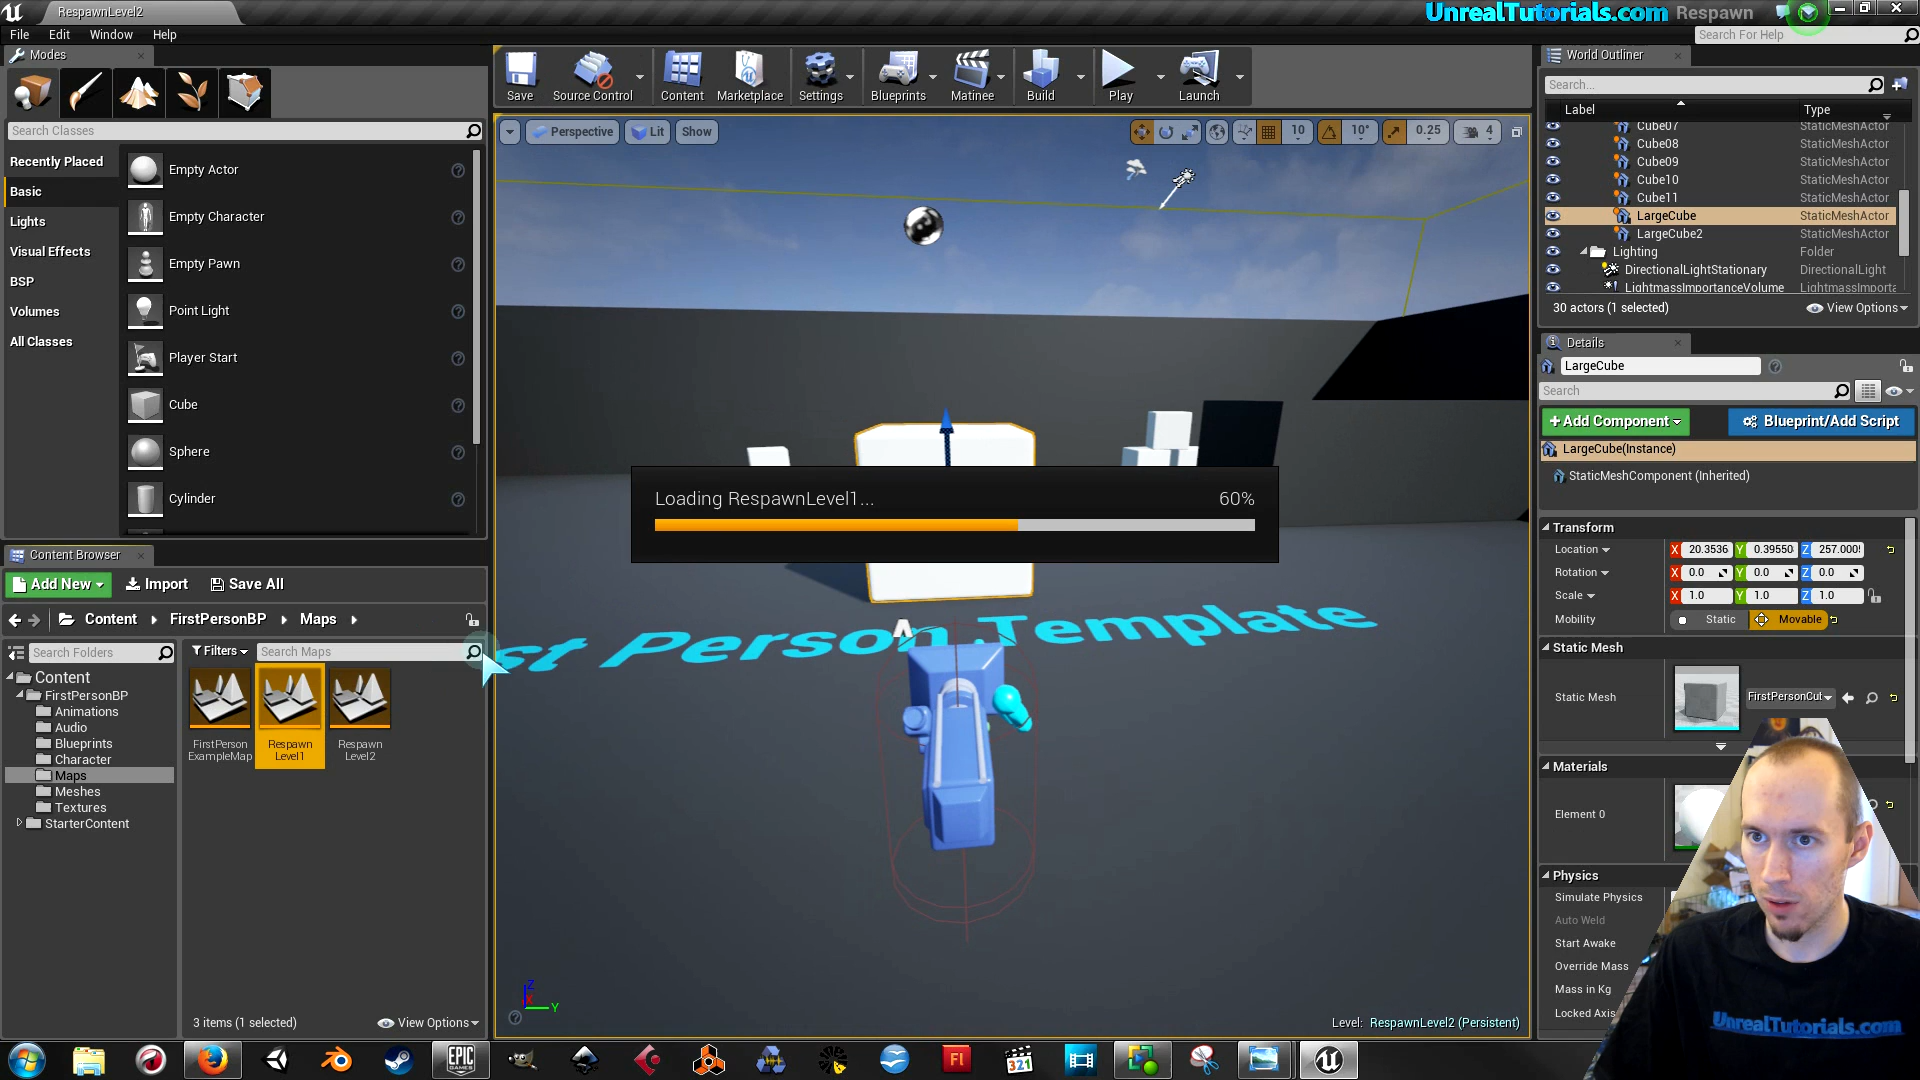 RespawnLevel2
UnrealTutorials.com Respawn
File Edit Window Help
Search For Help
Modes
Search Classes
Recently Placed
Basic
Lights
Visual Effects
BSP
Volumes
All Classes
Empty Actor
Empty Character
Empty Pawn
Point Light
Player Start
Cube
Sphere
Cylinder
Save
Source Control
Content
Marketplace
Settings
Blueprints
Matinee
Build
Play
Launch
Perspective
Lit
Show
10
10°
0.25
4
Loading RespawnLevel1...
60%
st Person Template
Level: RespawnLevel2 (Persistent)
World Outliner
Search...
Label Type
Cube07 StaticMeshActor
Cube08 StaticMeshActor
Cube09 StaticMeshActor
Cube10 StaticMeshActor
Cube11 StaticMeshActor
LargeCube StaticMeshActor
LargeCube2 StaticMeshActor
Lighting Folder
DirectionalLightStationary DirectionalLight
LightmassImportanceVolume LightmassImporta
30 actors (1 selected)
View Options
Details
LargeCube
Search
+Add Component
Blueprint/Add Script
LargeCube(Instance)
StaticMeshComponent (Inherited)
Transform
Location X 20.3536 Y 0.39550 Z 257.000
Rotation X 0.0 Y 0.0 Z 0.0
Scale X 1.0 Y 1.0 Z 1.0
Mobility Static Movable
Static Mesh
Static Mesh
FirstPersonCub
Materials
Element 0
Physics
Simulate Physics
Auto Weld
Start Awake
Override Mass
Mass in Kg
Locked Axis
UnrealTutorials.com
Content Browser
Add New
Import
Save All
Content FirstPersonBP Maps
Search Folders
Filters
Search Maps
Content
FirstPersonBP
Animations
Audio
Blueprints
Character
Maps
Meshes
Textures
StarterContent
FirstPerson
ExampleMap
Respawn
Level1
Respawn
Level2
3 items (1 selected)
View Options
EPIC
GAMES
Fl
321